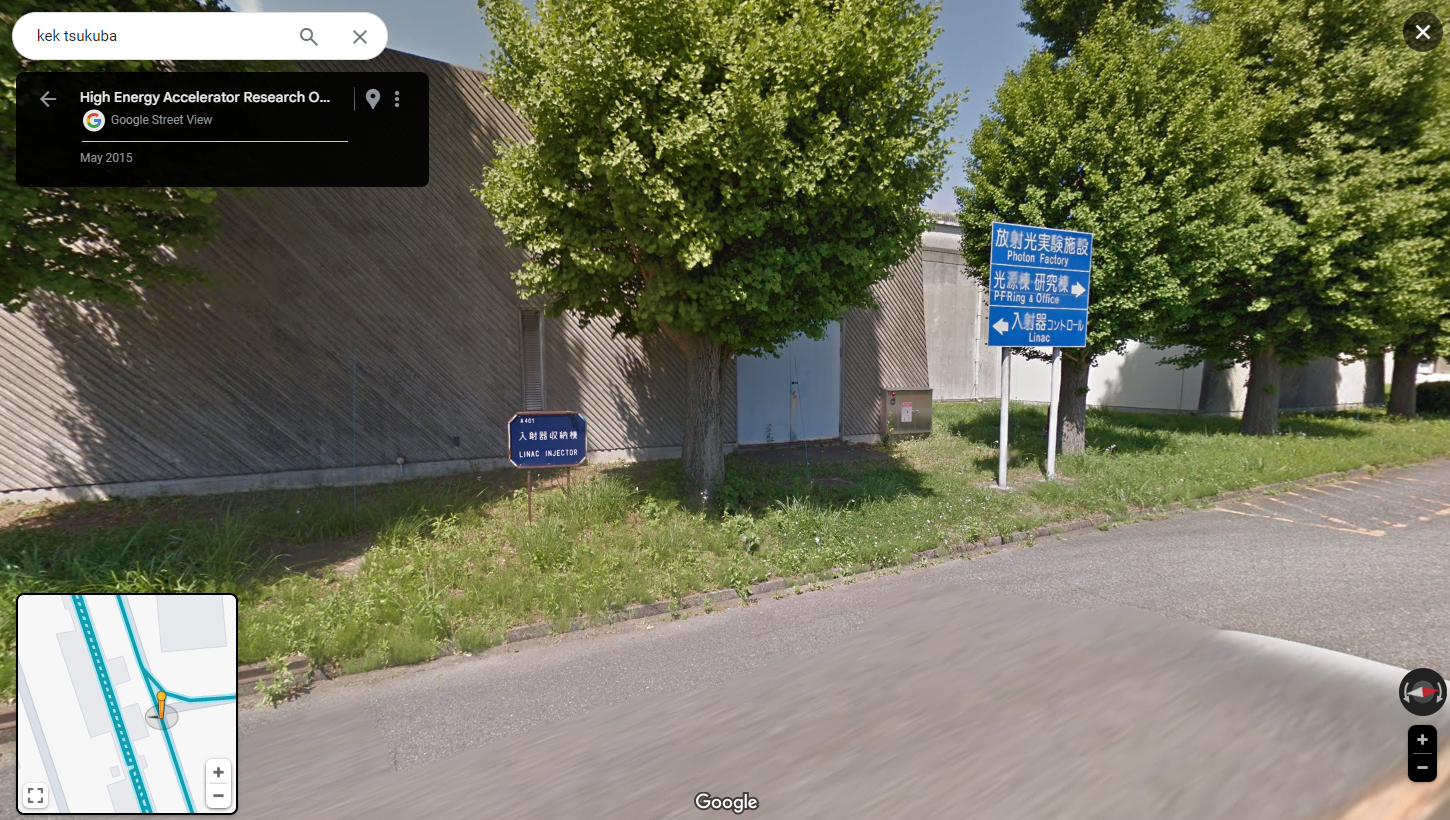 kek tsukuba
High Energy Accelerator Research O...
Google Street View
May 2015
放射光実験施設
Photon Factory
光源棟 研究棟
PFRing & Office
入射器コントロール
Linac
A401
入射器収納棟
LINAC INJECTOR
Google